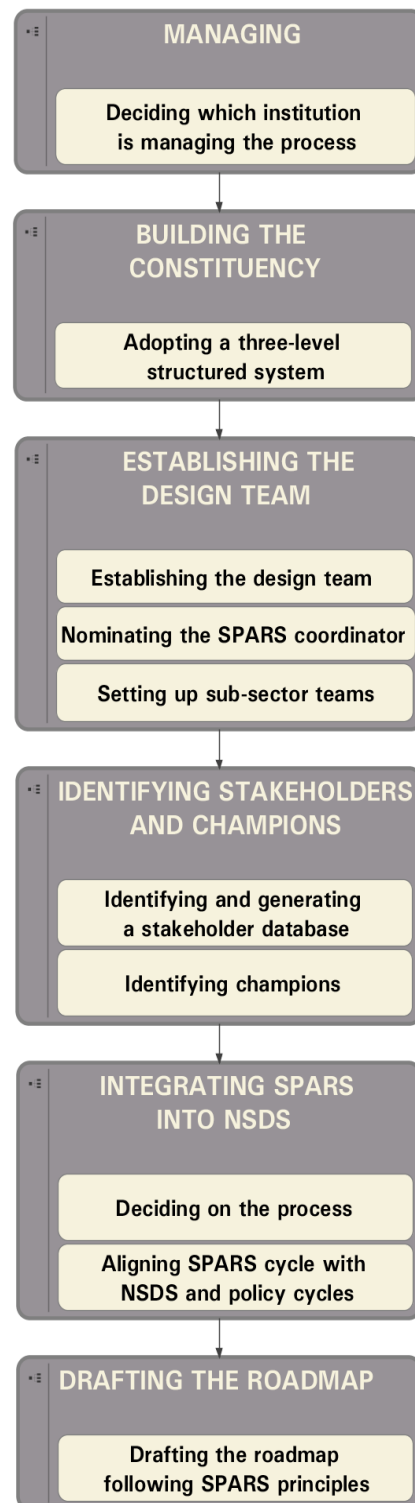 MANAGING
Deciding which institution
is managing the process
BUILDING THE
CONSTITUENCY
Adopting a three-level
structured system
ESTABLISHING THE
DESIGN TEAM
Establishing the design team
Nominating the SPARS coordinator
Setting up sub-sector teams
IDENTIFYING STAKEHOLDERS
AND CHAMPIONS
Identifying and generating
a stakeholder database
Identifying champions
INTEGRATING SPARS
INTO NSDS
Deciding on the process
Aligning SPARS cycle with
NSDS and policy cycles
DRAFTING THE ROADMAP
Drafting the roadmap
following SPARS principles